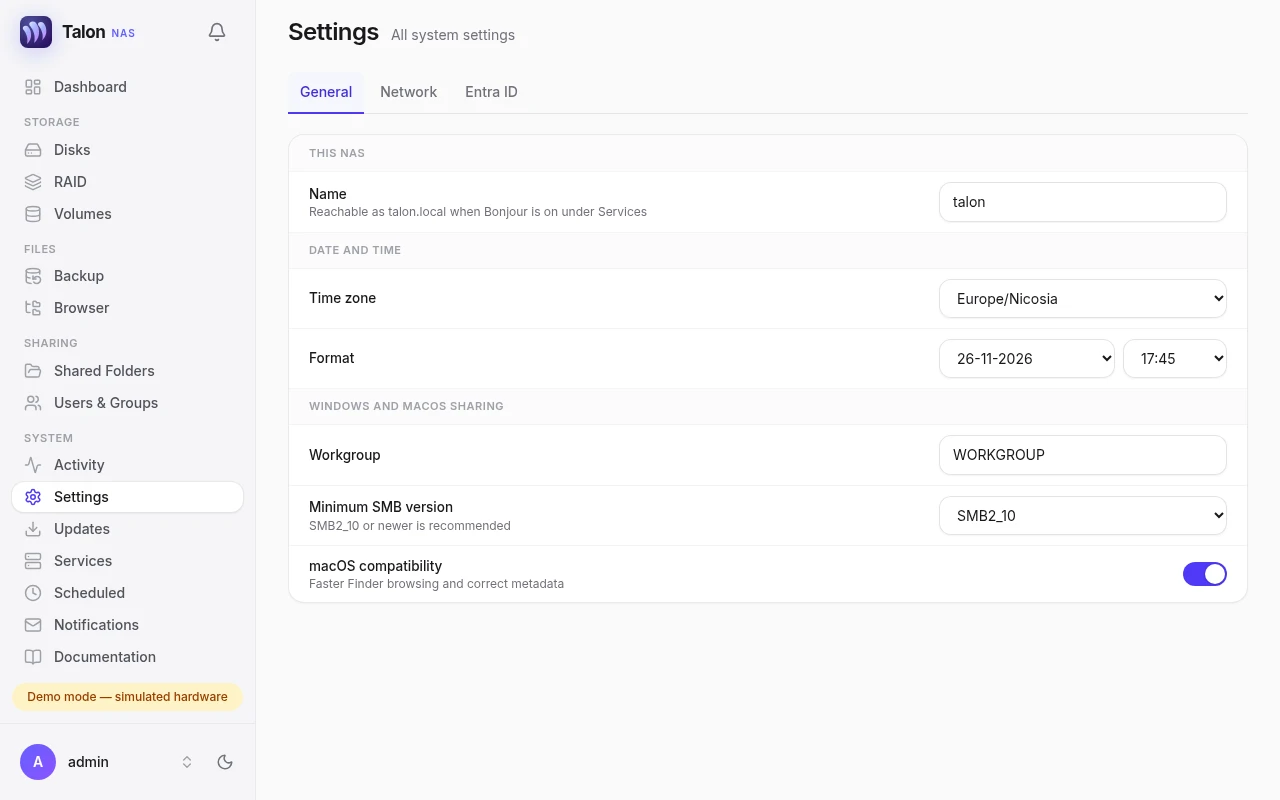 Talon NAS
Dashboard
STORAGE
Disks
RAID
Volumes
FILES
Backup
Browser
SHARING
Shared Folders
Users & Groups
SYSTEM
Activity
Settings
Updates
Services
Scheduled
Notifications
Documentation
Demo mode — simulated hardware
A admin
Settings All system settings
General Network Entra ID
THIS NAS
Name
Reachable as talon.local when Bonjour is on under Services
talon
DATE AND TIME
Time zone
Europe/Nicosia
Format
26-11-2026 17:45
WINDOWS AND MACOS SHARING
Workgroup
WORKGROUP
Minimum SMB version
SMB2_10 or newer is recommended
SMB2_10
macOS compatibility
Faster Finder browsing and correct metadata